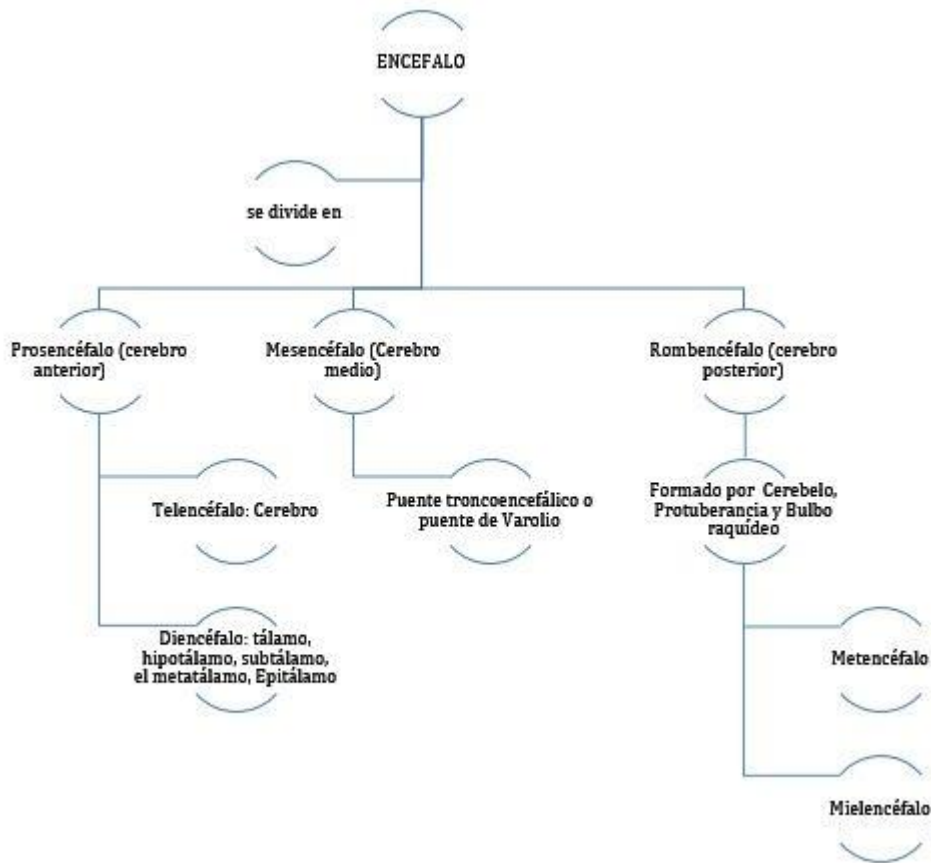 ENCEFALO
se divide en
Prosencéfalo (cerebro
anterior)
Mesencéfalo (Cerebro
medio)
Rombencéfalo (cerebro
posterior)
Telencéfalo: Cerebro
Puente troncoencefálico o
puente de Varolio
Formado por Cerebelo,
Protuberancia y Bulbo
raquídeo
Diencéfalo: tálamo,
hipotálamo, subtálamo,
el metatálamo, Epitálamo
Metencéfalo
Mielencéfalo